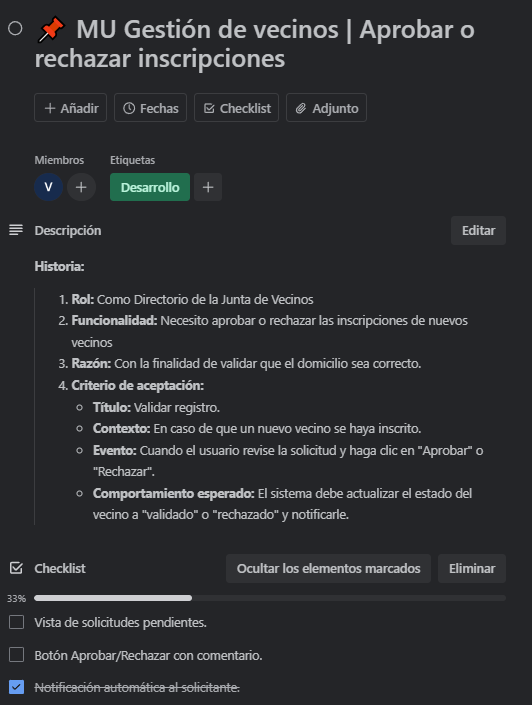 📌 MU Gestión de vecinos | Aprobar o
rechazar inscripciones
+ Añadir
Fechas
Checklist
Adjunto
Miembros
Etiquetas
V
+
Desarrollo
+
Descripción
Editar
Historia:
1. Rol: Como Directorio de la Junta de Vecinos
2. Funcionalidad: Necesito aprobar o rechazar las inscripciones de nuevos
vecinos
3. Razón: Con la finalidad de validar que el domicilio sea correcto.
4. Criterio de aceptación:
Título: Validar registro.
Contexto: En caso de que un nuevo vecino se haya inscrito.
Evento: Cuando el usuario revise la solicitud y haga clic en "Aprobar" o
"Rechazar".
Comportamiento esperado: El sistema debe actualizar el estado del
vecino a "validado" o "rechazado" y notificarle.
Checklist
Ocultar los elementos marcados
Eliminar
33%
Vista de solicitudes pendientes.
Botón Aprobar/Rechazar con comentario.
Notificación automática al solicitante.